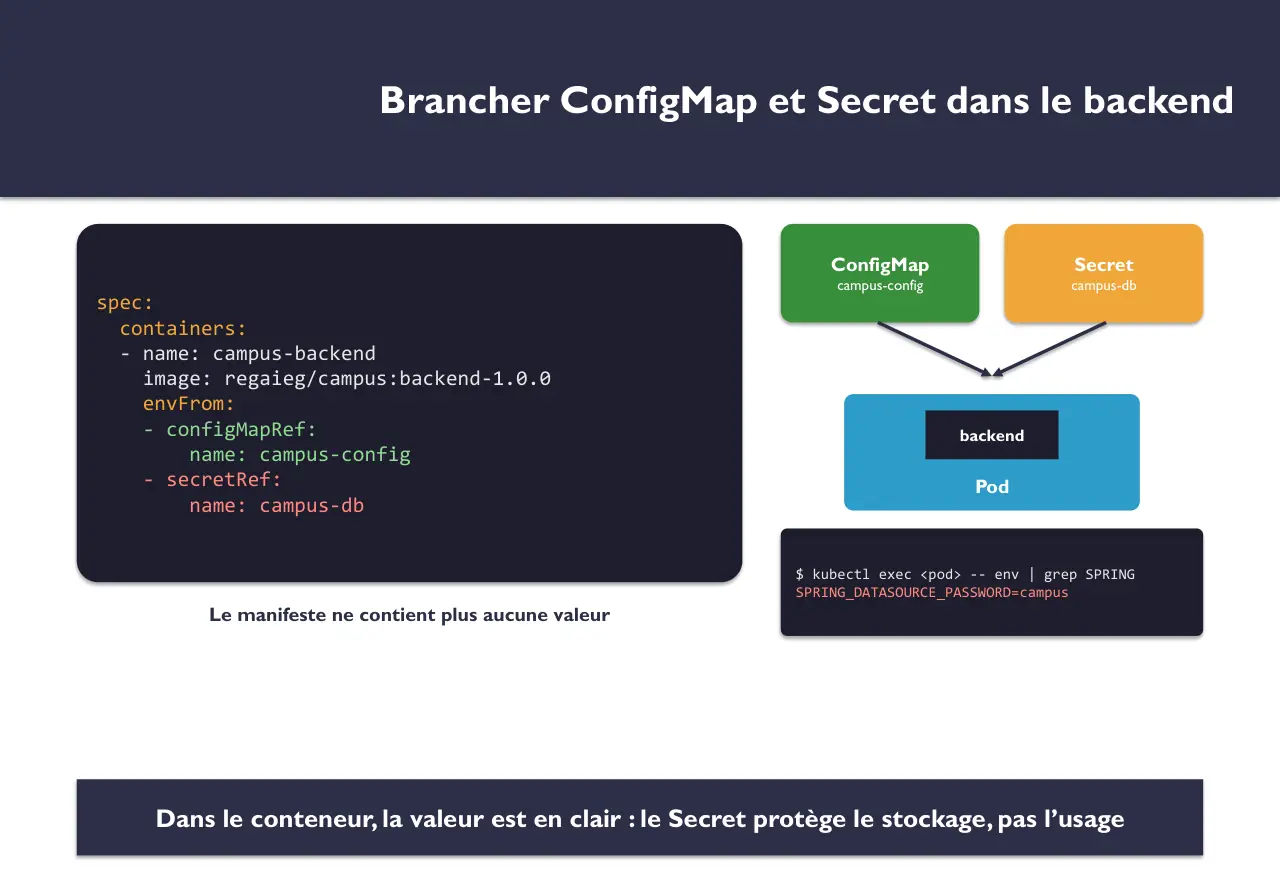 Brancher ConfigMap et Secret dans le backend
spec:
  containers:
  - name: campus-backend
    image: regaieg/campus:backend-1.0.0
    envFrom:
    - configMapRef:
        name: campus-config
    - secretRef:
        name: campus-db
Le manifeste ne contient plus aucune valeur
ConfigMap
campus-config
Secret
campus-db
backend
Pod
$ kubectl exec <pod> -- env | grep SPRING
SPRING_DATASOURCE_PASSWORD=campus
Dans le conteneur, la valeur est en clair : le Secret protège le stockage, pas l’usage